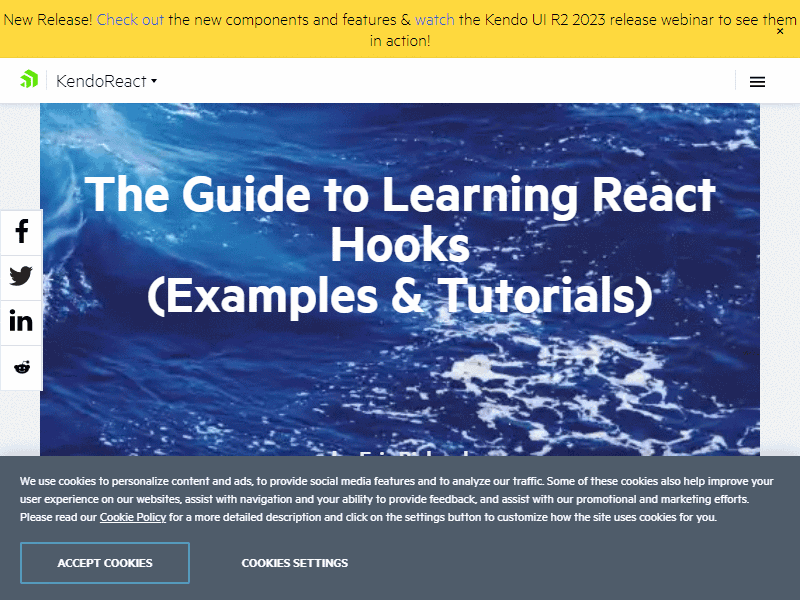 New Release! Check out the new components and features & watch the Kendo UI R2 2023 release webinar to see them
in action!
×
KendoReact
The Guide to Learning React
Hooks
(Examples & Tutorials)
We use cookies to personalize content and ads, to provide social media features and to analyze our traffic. Some of these cookies also help improve your
user experience on our websites, assist with navigation and your ability to provide feedback, and assist with our promotional and marketing efforts.
Please read our Cookie Policy for a more detailed description and click on the settings button to customize how the site uses cookies for you.
ACCEPT COOKIES
COOKIES SETTINGS